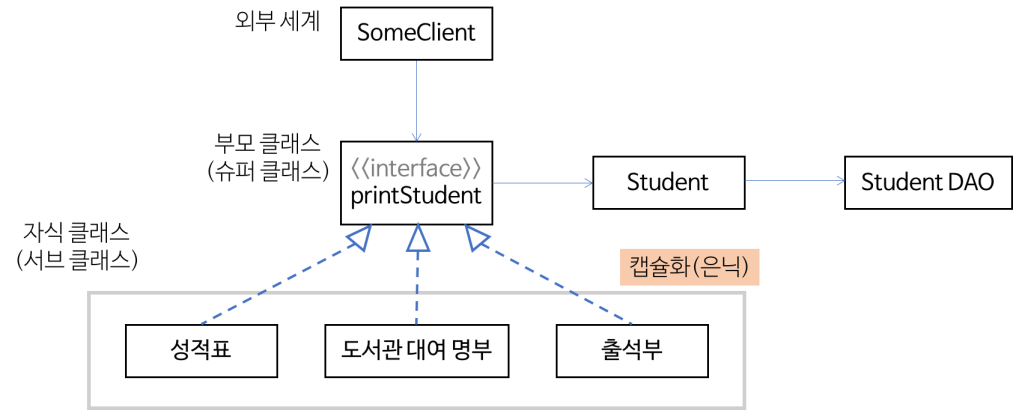 외부 세계
SomeClient
부모 클래스
(슈퍼 클래스)
《interface》
printStudent
Student
Student DAO
자식 클래스
(서브 클래스)
캡슐화(은닉)
성적표
도서관 대여 명부
출석부